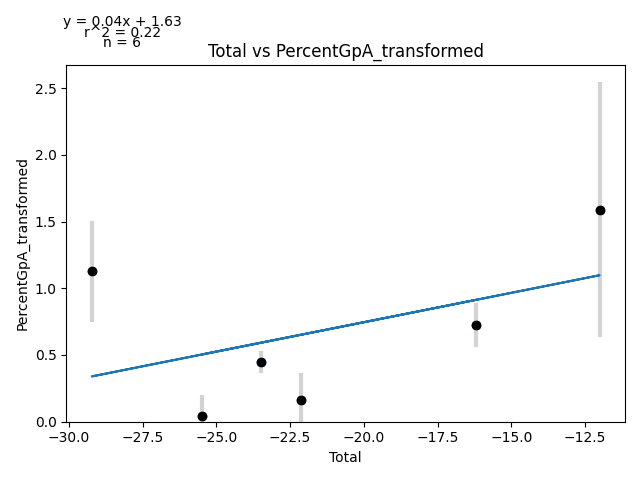 y = 0.04x + 1.63
r^2 = 0.22
n = 6
Total vs PercentGpA_transformed
PercentGpA_transformed
2.5
2.0
1.5
1.0
0.5
0.0
−30.0 −27.5 −25.0 −22.5 −20.0 −17.5 −15.0 −12.5
Total